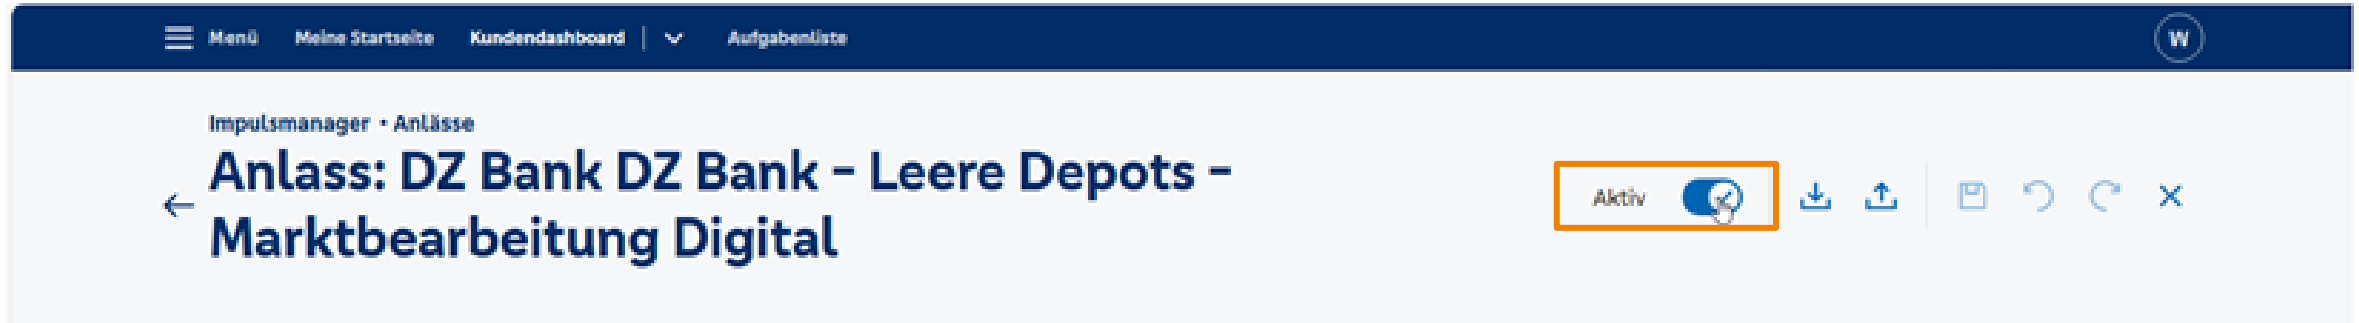 Menü Meine Startseite Kundendashboard | Aufgabenliste W
Impulsmanager • Anlässe
Anlass: DZ Bank DZ Bank – Leere Depots –
Marktbearbeitung Digital
Aktiv